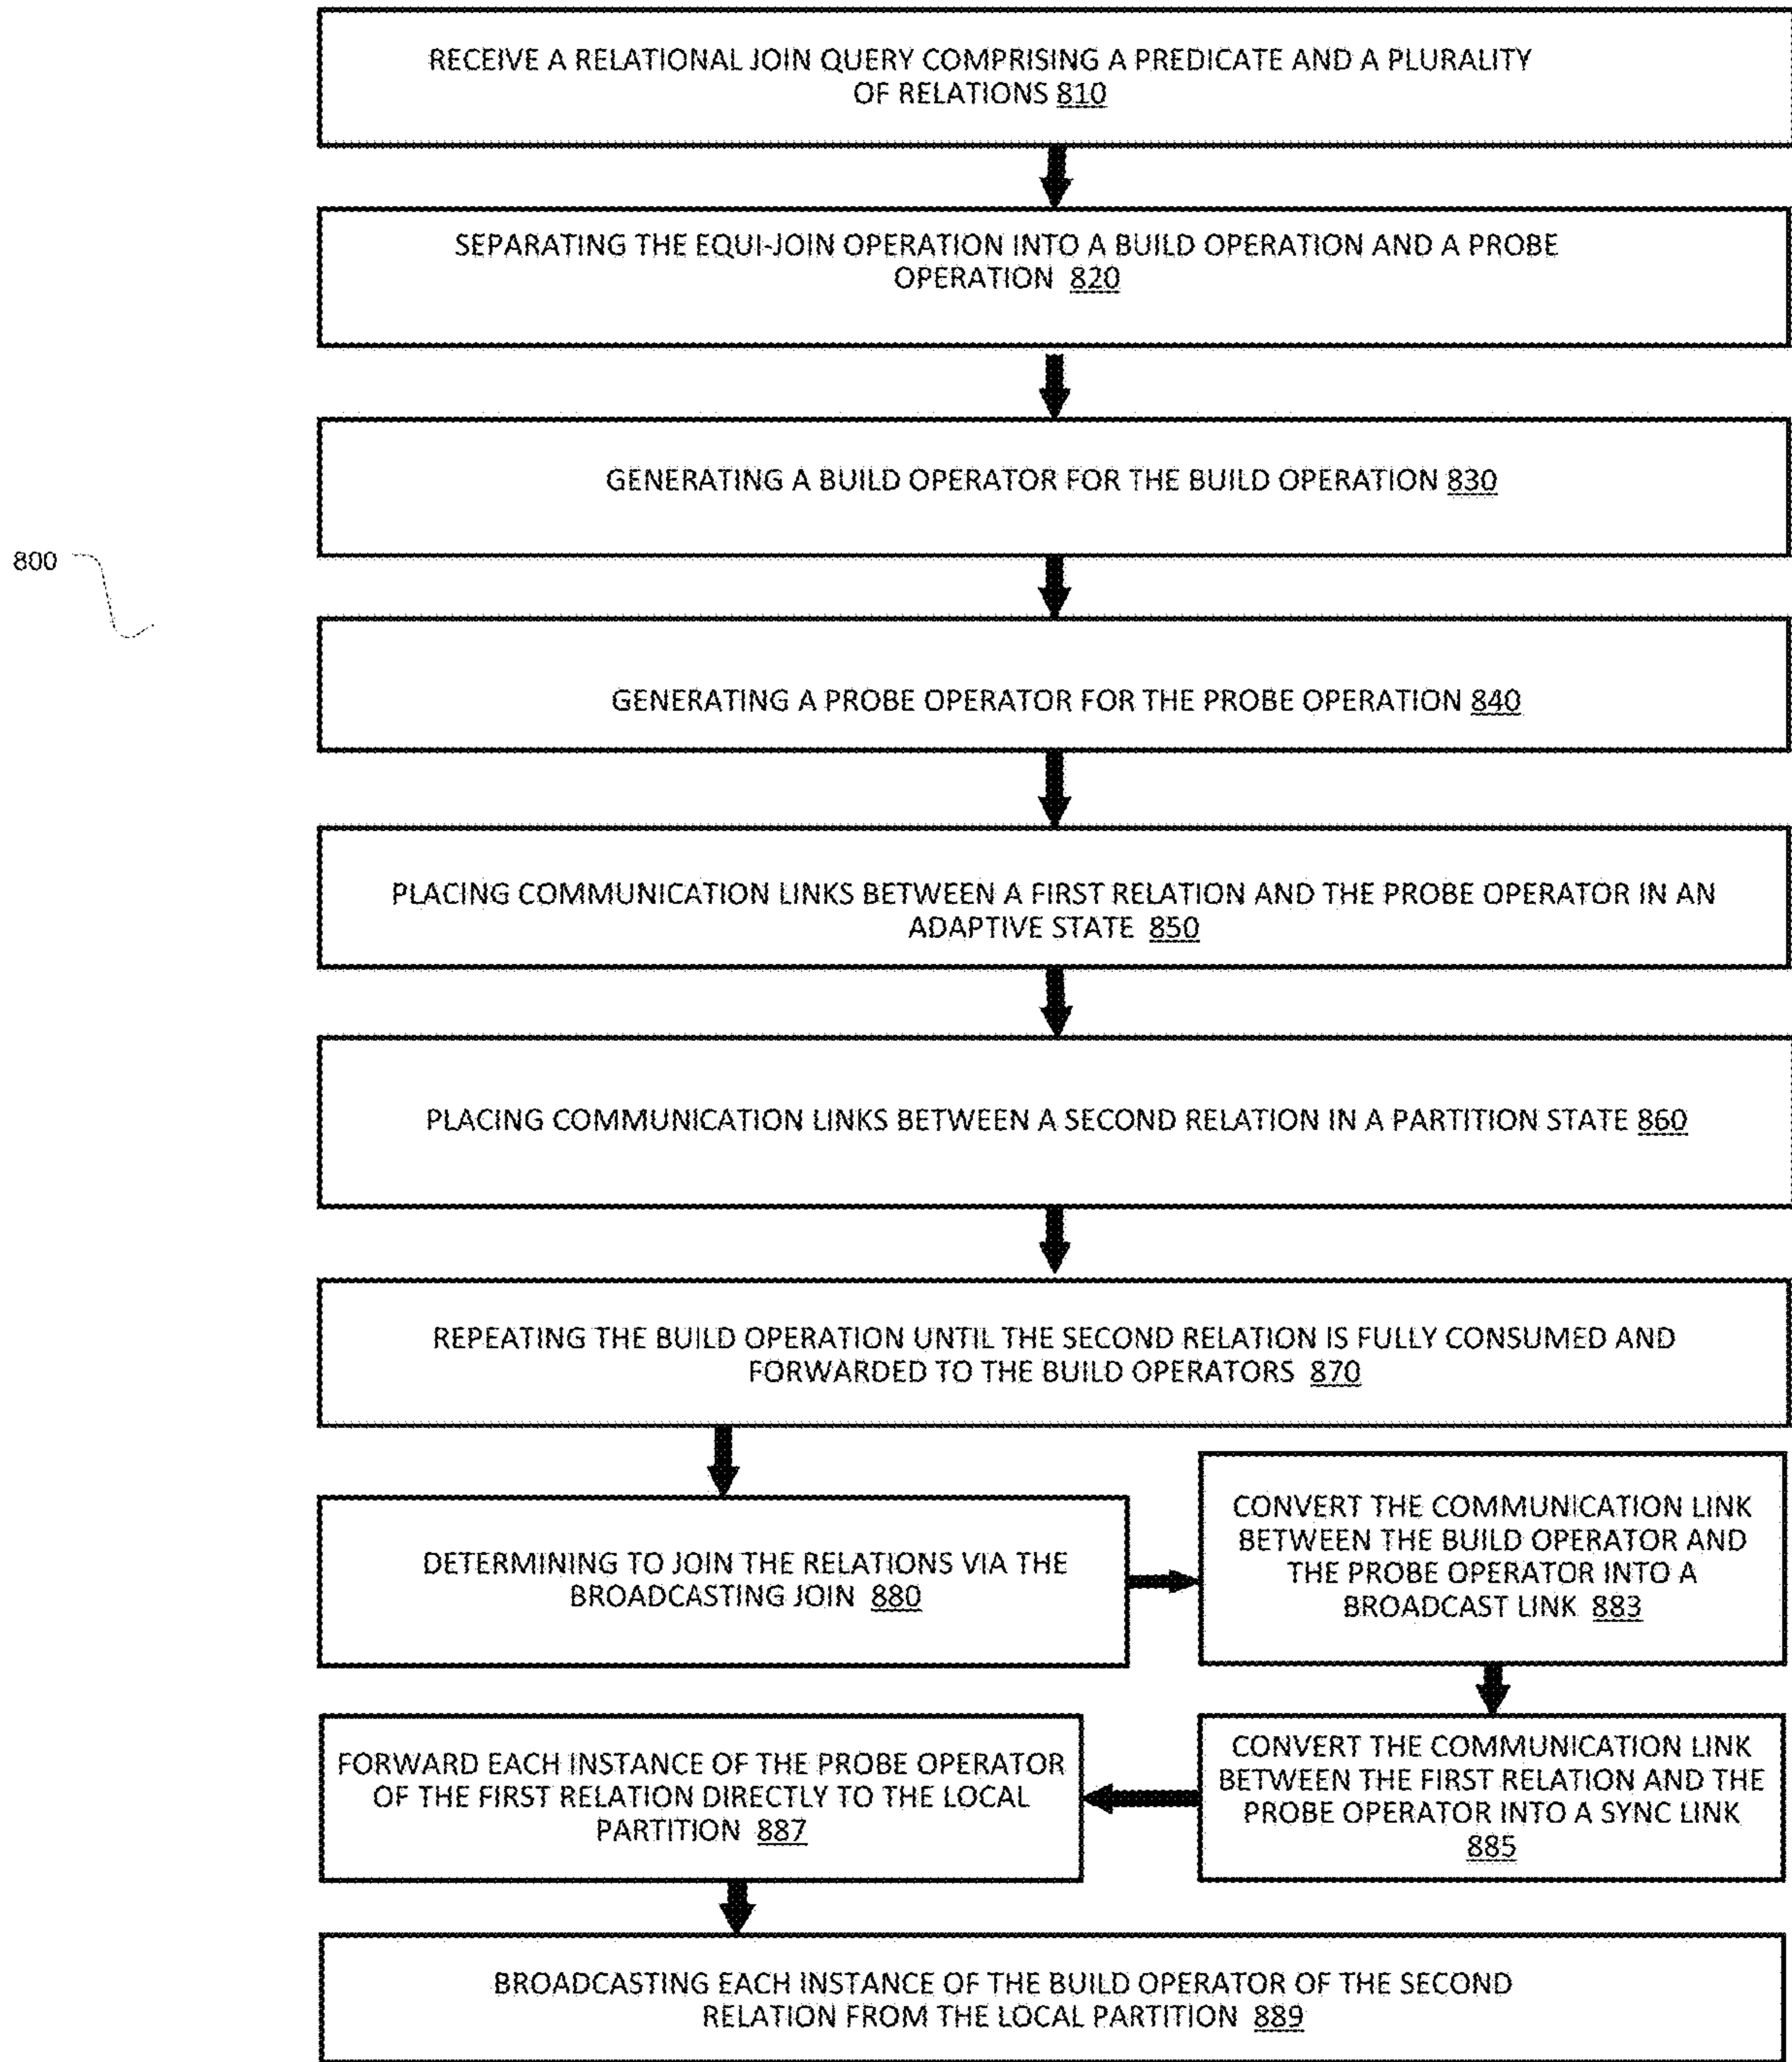 RECEIVE A RELATIONAL JOIN QUERY COMPRISING A PREDICATE AND A PLURALITY
OF RELATIONS 810
SEPARATING THE EQUI-JOIN OPERATION INTO A BUILD OPERATION AND A PROBE
OPERATION 820
GENERATING A BUILD OPERATOR FOR THE BUILD OPERATION 830
800
GENERATING A PROBE OPERATOR FOR THE PROBE OPERATION 840
PLACING COMMUNICATION LINKS BETWEEN A FIRST RELATION AND THE PROBE OPERATOR IN AN
ADAPTIVE STATE 850
PLACING COMMUNICATION LINKS BETWEEN A SECOND RELATION IN A PARTITION STATE 860
REPEATING THE BUILD OPERATION UNTIL THE SECOND RELATION IS FULLY CONSUMED AND
FORWARDED TO THE BUILD OPERATORS 870
DETERMINING TO JOIN THE RELATIONS VIA THE
BROADCASTING JOIN 880
CONVERT THE COMMUNICATION LINK
BETWEEN THE BUILD OPERATOR AND
THE PROBE OPERATOR INTO A
BROADCAST LINK 883
CONVERT THE COMMUNICATION LINK
BETWEEN THE FIRST RELATION AND THE
PROBE OPERATOR INTO A SYNC LINK
885
FORWARD EACH INSTANCE OF THE PROBE OPERATOR
OF THE FIRST RELATION DIRECTLY TO THE LOCAL
PARTITION 887
BROADCASTING EACH INSTANCE OF THE BUILD OPERATOR OF THE SECOND
RELATION FROM THE LOCAL PARTITION 889